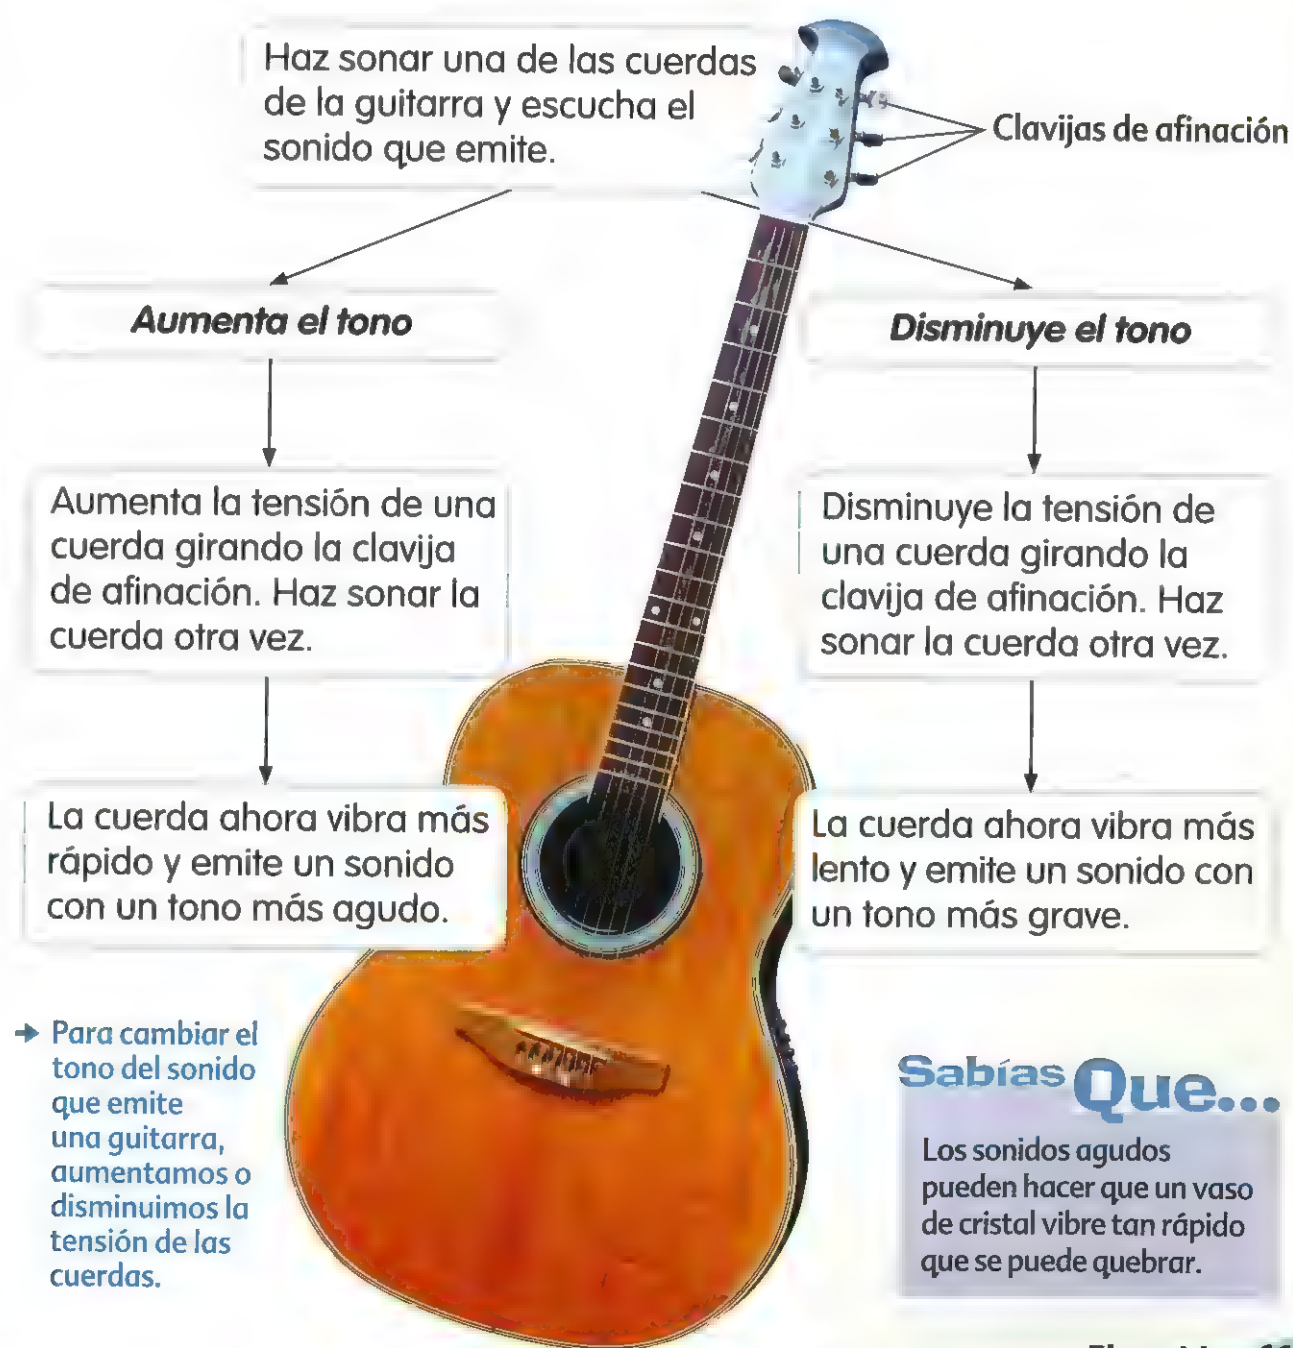 Haz sonar una de las cuerdas
de la guitarra y escucha el
sonido que emite.
Clavijas de afinación
Aumenta el tono
Disminuye el tono
Aumenta la tensión de una
cuerda girando la clavija
de afinación. Haz sonar la
cuerda otra vez.
Disminuye la tensión de
una cuerda girando la
clavija de afinación. Haz
sonar la cuerda otra vez.
La cuerda ahora vibra más
rápido y emite un sonido
con un tono más agudo.
La cuerda ahora vibra más
lento y emite un sonido con
un tono más grave.
Para cambiar el
tono del sonido
que emite
una guitarra,
aumentamos o
disminuimos la
tensión de las
cuerdas.
Sabías Que...
Los sonidos agudos
pueden hacer que un vaso
de cristal vibre tan rápido
que se puede quebrar.